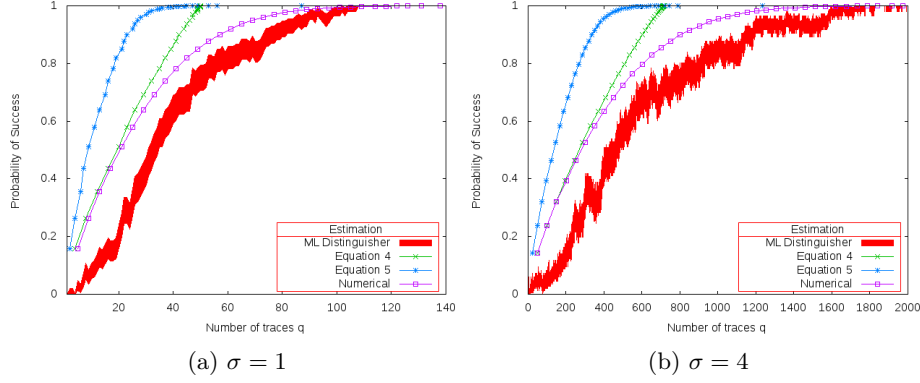 1
0.8
0.6
0.4
0.2
0
Probability of Success
20 40 60 80 100 120 140
Number of traces q
Estimation
ML Distinguisher
Equation 4
Equation 5
Numerical
(a) σ = 1
1
0.8
0.6
0.4
0.2
0
Probability of Success
0 200 400 600 800 1000 1200 1400 1600 1800 2000
Number of traces q
Estimation
ML Distinguisher
Equation 4
Equation 5
Numerical
(b) σ = 4